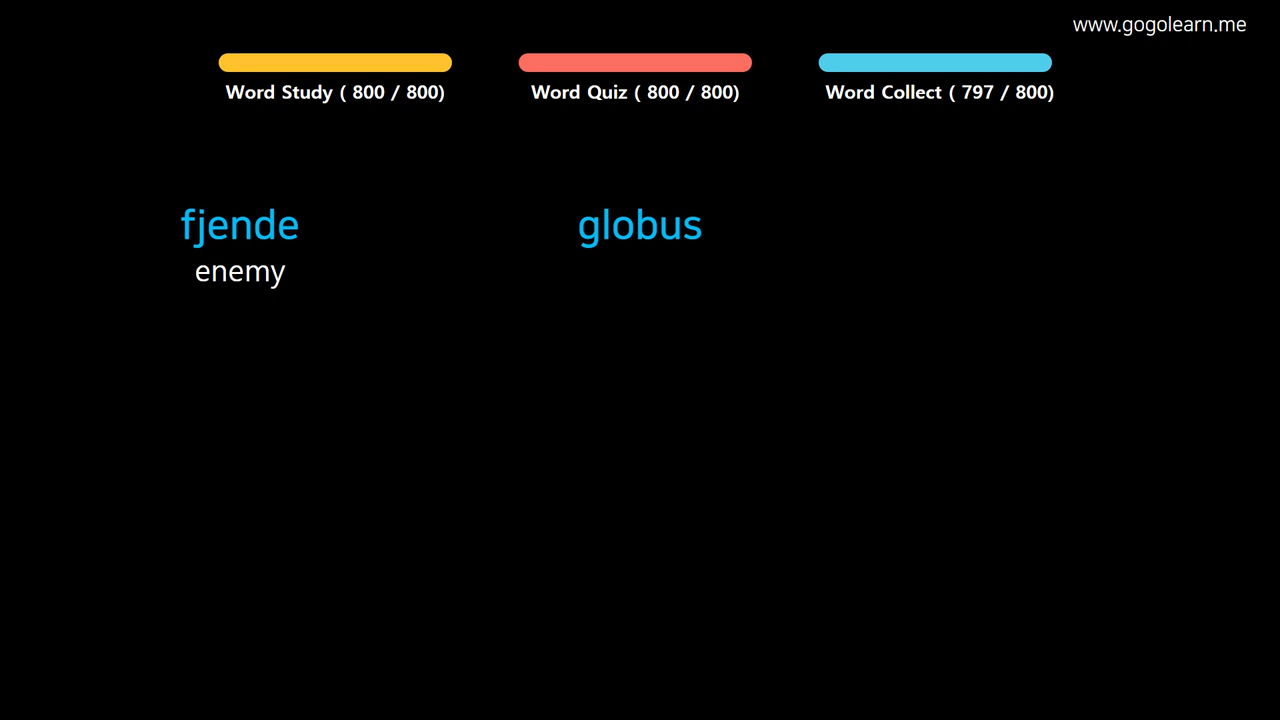 www.gogolearn.me
Word Study ( 800 / 800)
Word Quiz ( 800 / 800)
Word Collect ( 797 / 800)
fjende
globus
enemy